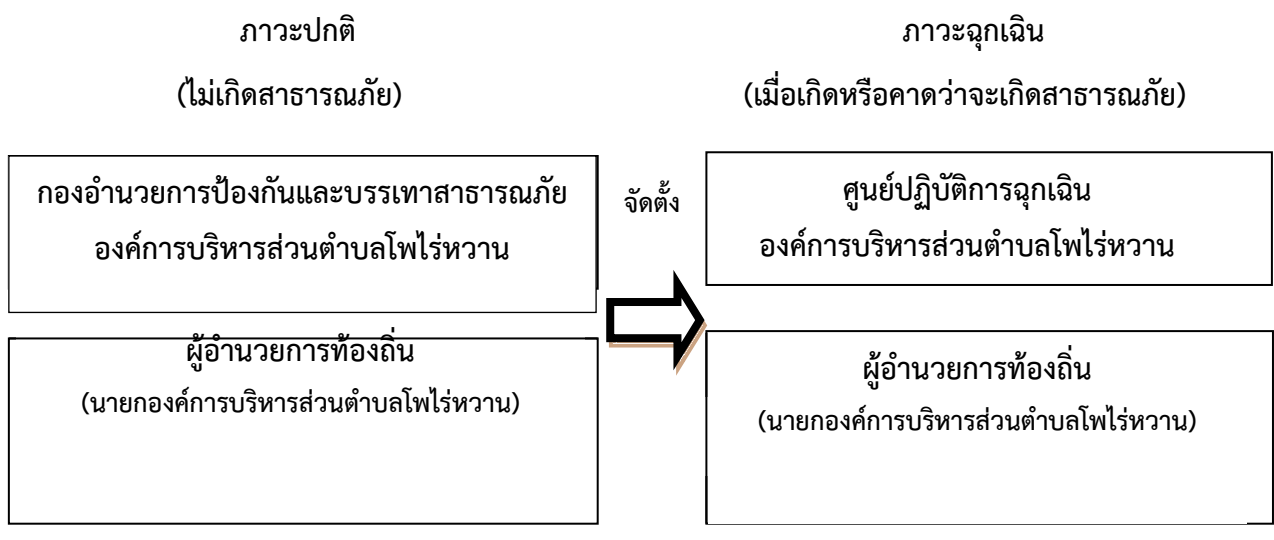 ภาวะปกติ
(ไม่เกิดสาธารณภัย)
กองอำนวยการป้องกันและบรรเทาสาธารณภัย
องค์การบริหารส่วนตำบลโพไร่หวาน
ผู้อำนวยการท้องถิ่น
(นายกองค์การบริหารส่วนตำบลโพไร่หวาน)
จัดตั้ง
ภาวะฉุกเฉิน
(เมื่อเกิดหรือคาดว่าจะเกิดสาธารณภัย)
ศูนย์ปฏิบัติการฉุกเฉิน
องค์การบริหารส่วนตำบลโพไร่หวาน
ผู้อำนวยการท้องถิ่น
(นายกองค์การบริหารส่วนตำบลโพไร่หวาน)